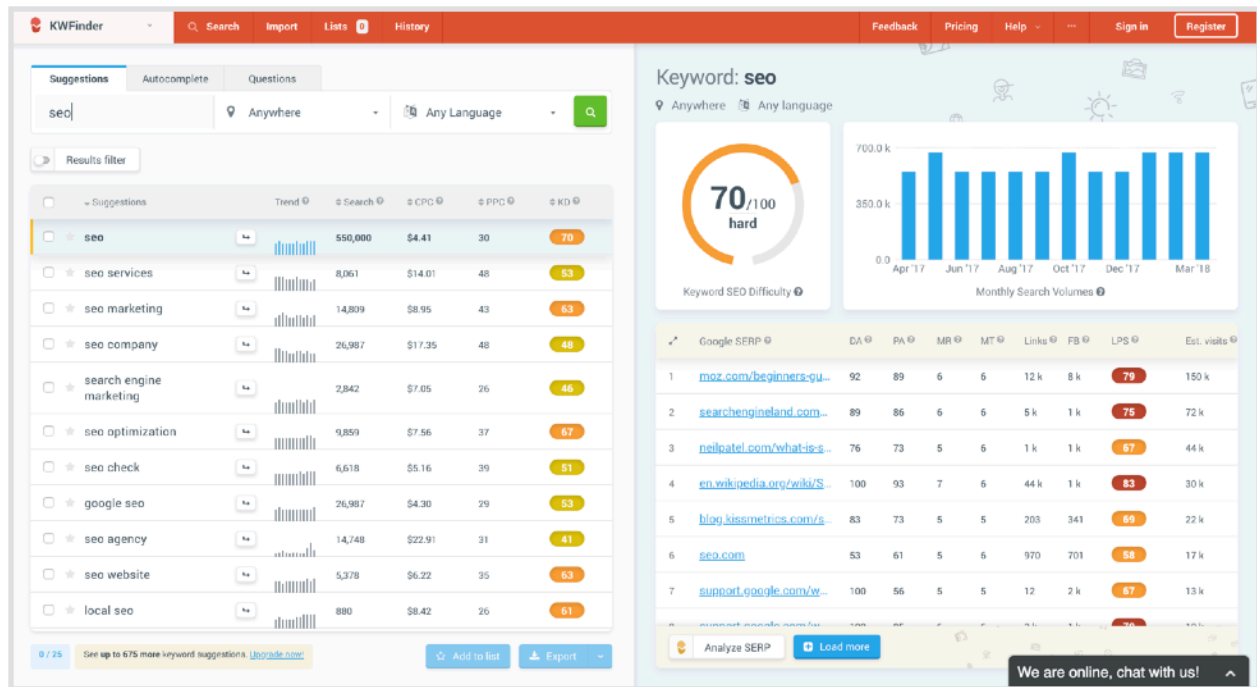 KWFinder Search Import Lists 0 History Feedback Pricing Help ... Sign in Register
Suggestions Autocomplete Questions
seo Anywhere Any Language
Results filter
Suggestions Trend Search CPC PPC KD
seo 550,000 $4.41 30 70
seo services 8,061 $14.01 48 53
seo marketing 14,809 $8.95 43 63
seo company 26,987 $17.35 48 48
search engine
marketing 2,842 $7.05 26 46
seo optimization 9,859 $7.56 37 67
seo check 6,618 $5.16 39 51
google seo 26,987 $4.30 29 53
seo agency 14,748 $22.91 31 41
seo website 5,378 $6.22 35 63
local seo 880 $8.42 26 61
0 / 25 See up to 675 more keyword suggestions. Upgrade now! Add to list Export
Keyword: seo
Anywhere Any language
70/100
hard
Keyword SEO Difficulty
700.0 k
350.0 k
0.0
Apr '17 Jun '17 Aug '17 Oct '17 Dec '17 Mar '18
Monthly Search Volumes
Google SERP DA PA MR MT Links FB LPS Est. visits
1 moz.com/beginners-gu... 92 89 6 6 12 k 8 k 79 150 k
2 searchengineland.com... 89 86 6 6 5 k 1 k 75 72 k
3 neilpatel.com/what-is-s... 76 73 5 6 1 k 1 k 67 44 k
4 en.wikipedia.org/wiki/S... 100 93 7 6 44 k 1 k 83 30 k
5 blog.kissmetrics.com/s... 83 73 5 5 203 341 69 22 k
6 seo.com 53 61 5 6 970 701 58 17 k
7 support.google.com/w... 100 56 5 5 12 2 k 67 13 k
Analyze SERP Load more
We are online, chat with us!